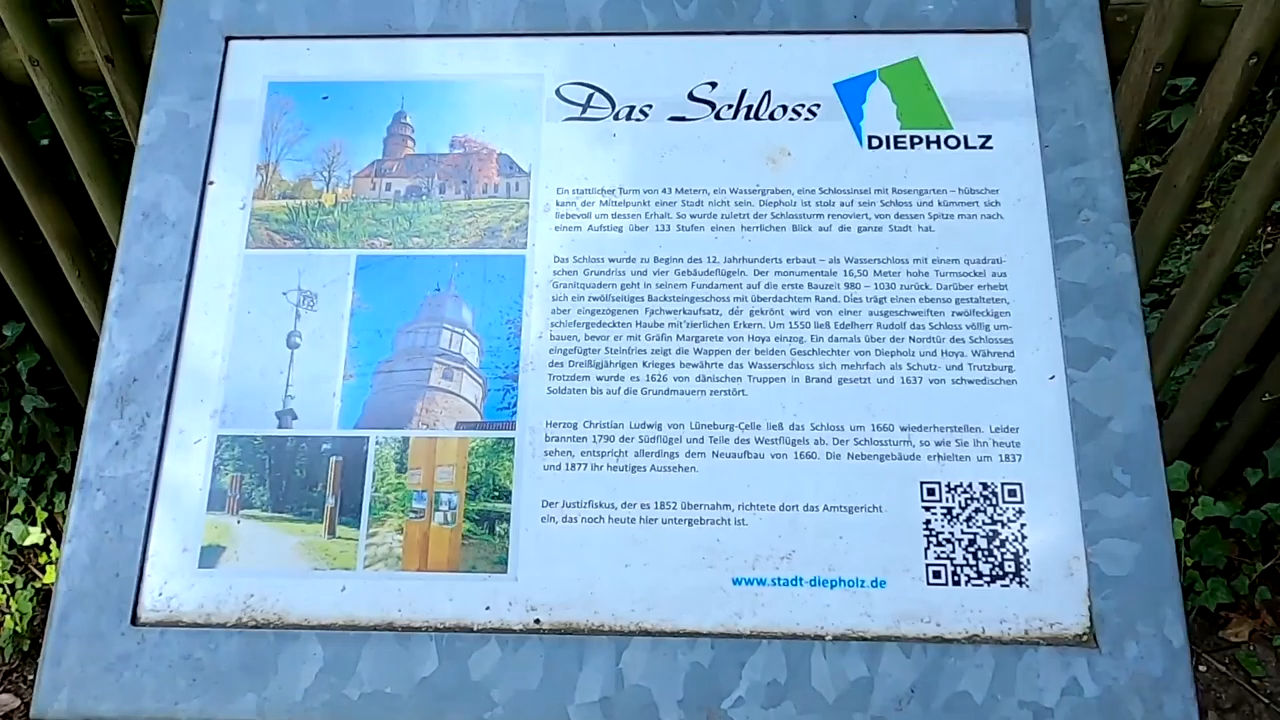 Das Schloss
DIEPHOLZ
Ein stattlicher Turm von 43 Metern, ein Wassergraben, eine Schlossinsel mit Rosengarten – hübscher
kann der Mittelpunkt einer Stadt nicht sein. Diepholz ist stolz auf sein Schloss und kümmert sich
liebevoll um dessen Erhalt. So wurde zuletzt der Schlossturm renoviert, von dessen Spitze man nach
einem Aufstieg über 133 Stufen einen herrlichen Blick auf die ganze Stadt hat.
Das Schloss wurde zu Beginn des 12. Jahrhunderts erbaut – als Wasserschloss mit einem quadrati-
schen Grundriss und vier Gebäudeflügeln. Der monumentale 16,50 Meter hohe Turmsockel aus
Granitquadern geht in seinem Fundament auf die erste Bauzeit 980 – 1030 zurück. Darüber erhebt
sich ein zwölfseitiges Backsteingeschoss mit überdachtem Rand. Dies trägt einen ebenso gestalteten,
aber eingezogenen Fachwerkaufsatz, der gekrönt wird von einer ausgeschweiften zwölfeckigen
schiefergedeckten Haube mit zierlichen Erkern. Um 1550 ließ Edelherr Rudolf das Schloss völlig um-
bauen, bevor er mit Gräfin Margarete von Hoya einzog. Ein damals über der Nordtür des Schlosses
eingefügter Steinfries zeigt die Wappen der beiden Geschlechter von Diepholz und Hoya. Während
des Dreißigjährigen Krieges bewährte das Wasserschloss sich mehrfach als Schutz- und Trutzburg.
Trotzdem wurde es 1626 von dänischen Truppen in Brand gesetzt und 1637 von schwedischen
Soldaten bis auf die Grundmauern zerstört.
Herzog Christian Ludwig von Lüneburg-Celle ließ das Schloss um 1660 wiederherstellen. Leider
brannten 1790 der Südflügel und Teile des Westflügels ab. Der Schlossturm, so wie Sie ihn heute
sehen, entspricht allerdings dem Neuaufbau von 1660. Die Nebengebäude erhielten um 1837
und 1877 ihr heutiges Aussehen.
Der Justizfiskus, der es 1852 übernahm, richtete dort das Amtsgericht
ein, das noch heute hier untergebracht ist.
www.stadt-diepholz.de